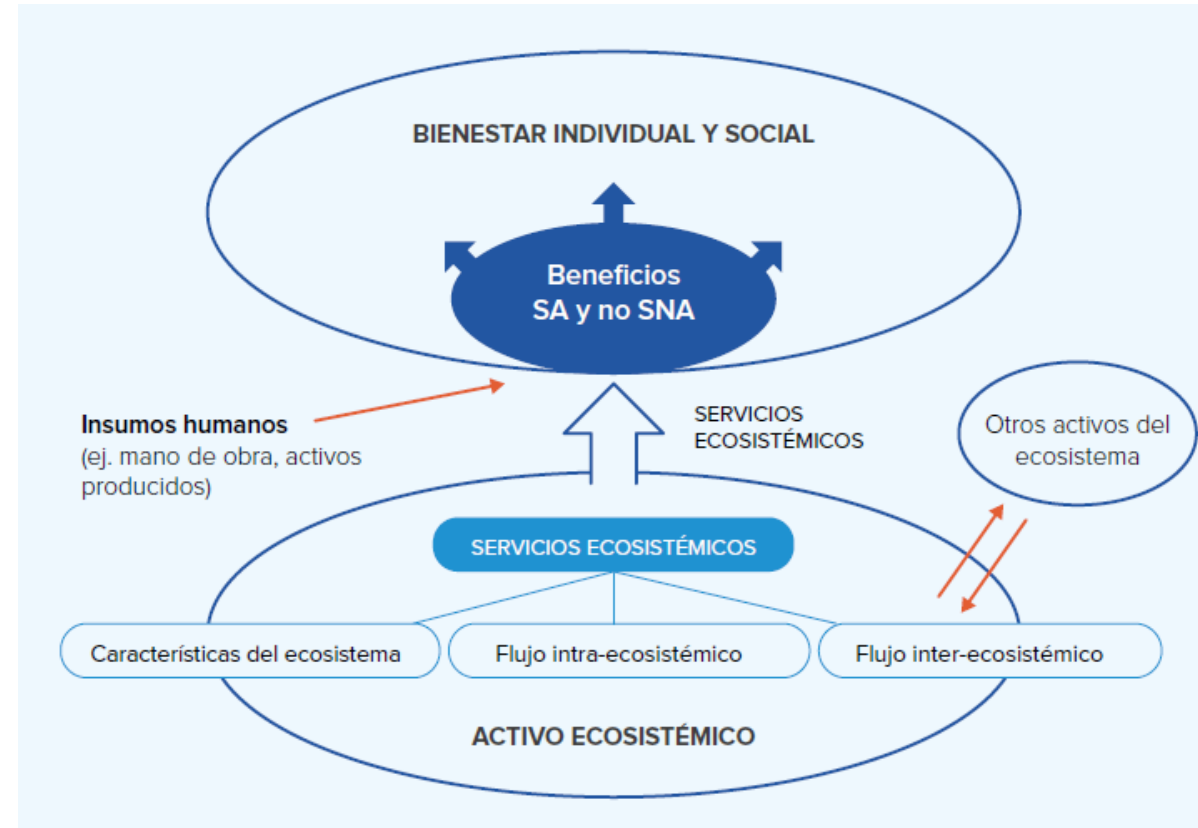 BIENESTAR INDIVIDUAL Y SOCIAL
Beneficios
SA y no SNA
Insumos humanos
(ej. mano de obra, activos
producidos)
SERVICIOS
ECOSISTÉMICOS
Otros activos del
ecosistema
SERVICIOS ECOSISTÉMICOS
Características del ecosistema
Flujo intra-ecosistémico
Flujo inter-ecosistémico
ACTIVO ECOSISTÉMICO